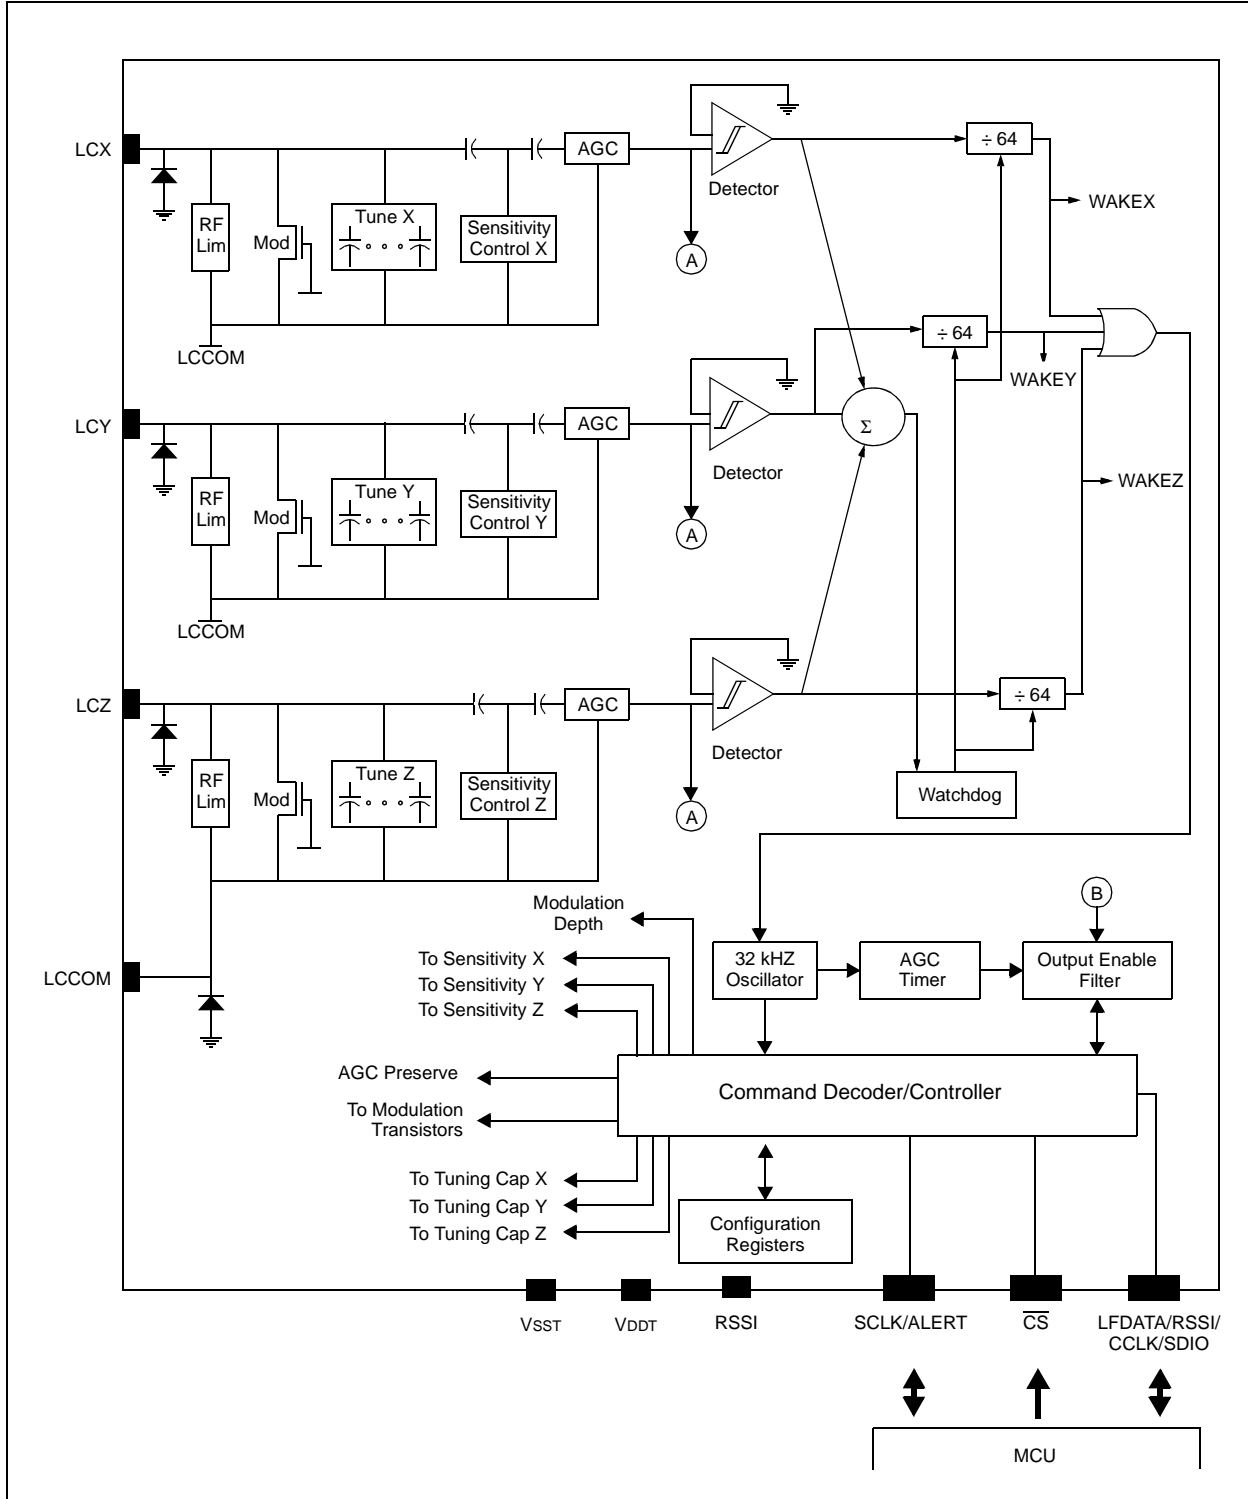 LCX
RF
Lim
Mod
Tune X
Sensitivity
Control X
AGC
A
Detector
÷ 64
WAKEX
LCCOM
LCY
RF
Lim
Mod
Tune Y
Sensitivity
Control Y
AGC
A
Detector
Σ
÷ 64
WAKEY
WAKEZ
LCCOM
LCZ
RF
Lim
Mod
Tune Z
Sensitivity
Control Z
AGC
A
Detector
÷ 64
Watchdog
LCCOM
Modulation
Depth
To Sensitivity X
To Sensitivity Y
To Sensitivity Z
32 kHZ
Oscillator
AGC
Timer
B
Output Enable
Filter
AGC Preserve
To Modulation
Transistors
Command Decoder/Controller
To Tuning Cap X
To Tuning Cap Y
To Tuning Cap Z
Configuration
Registers
VSST
VDDT
RSSI
SCLK/ALERT
CS
LFDATA/RSSI/
CCLK/SDIO
MCU